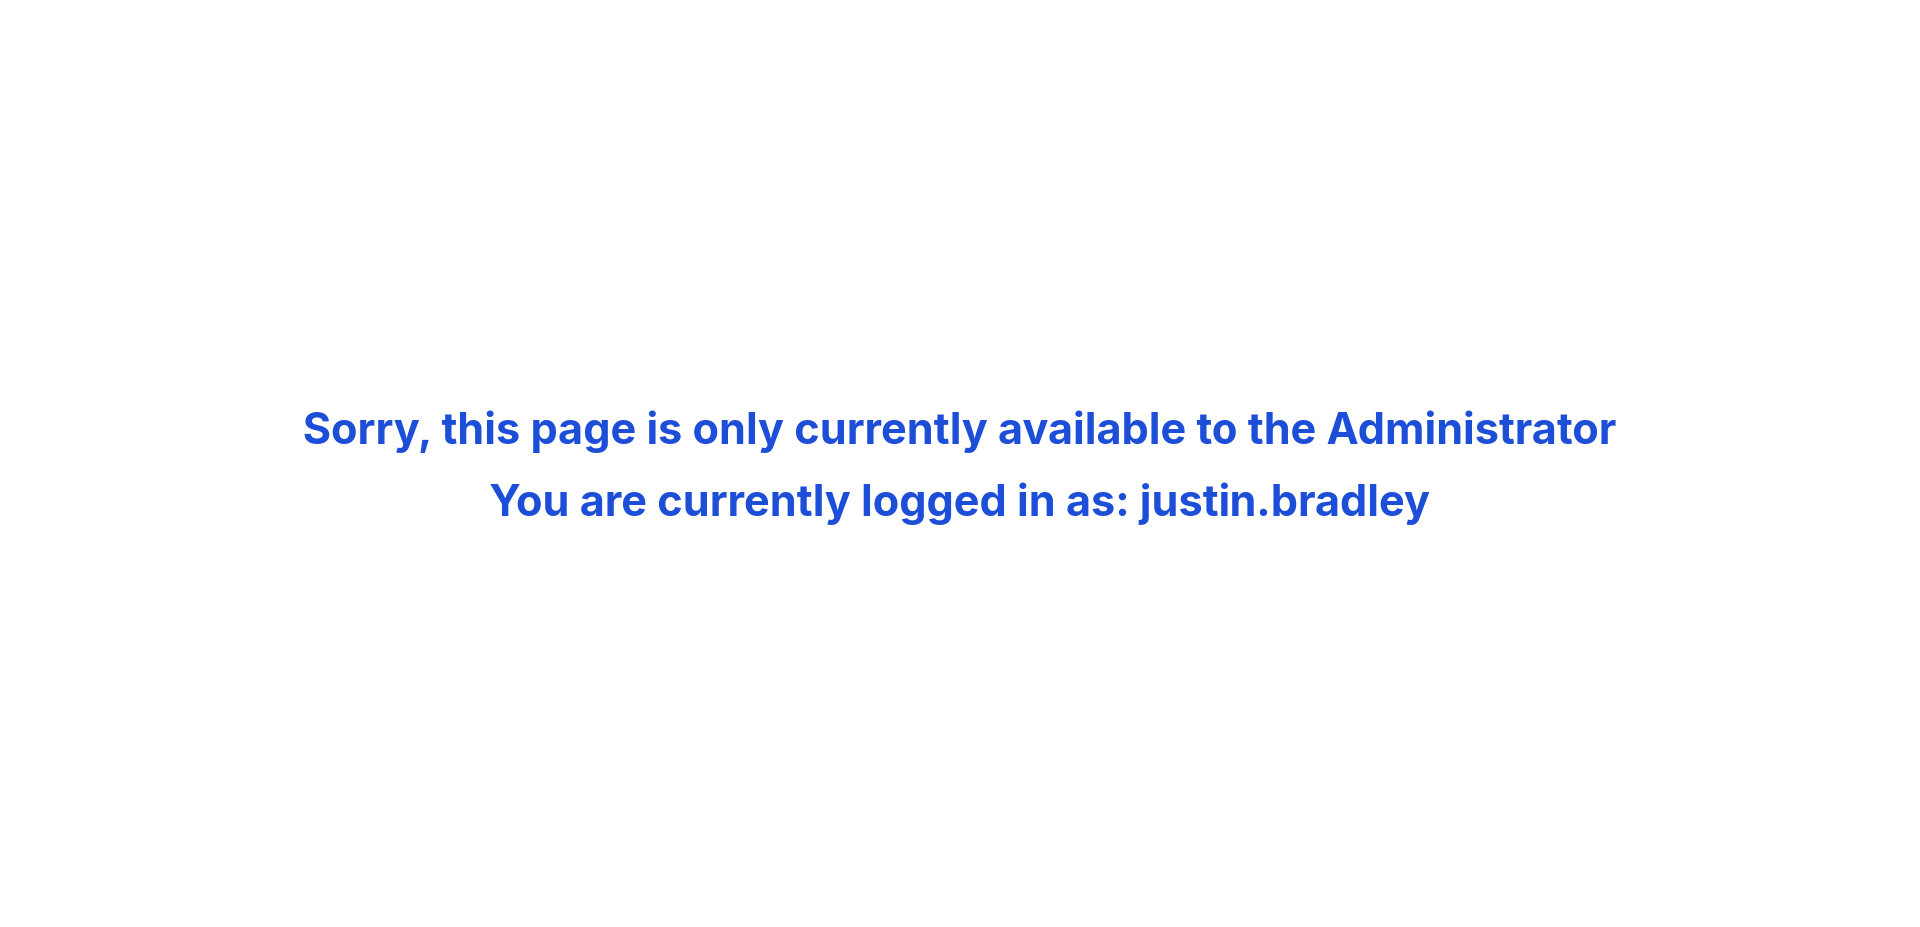 Sorry, this page is only currently available to the Administrator
You are currently logged in as: justin.bradley